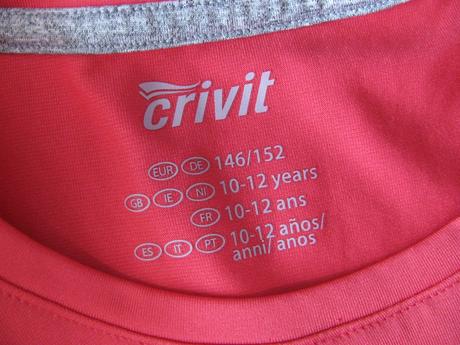 crivit
EUR DE 146/152
GB IE NI 10-12 years
FR 10-12 ans
ES IT PT 10-12 años/
anni/ anos